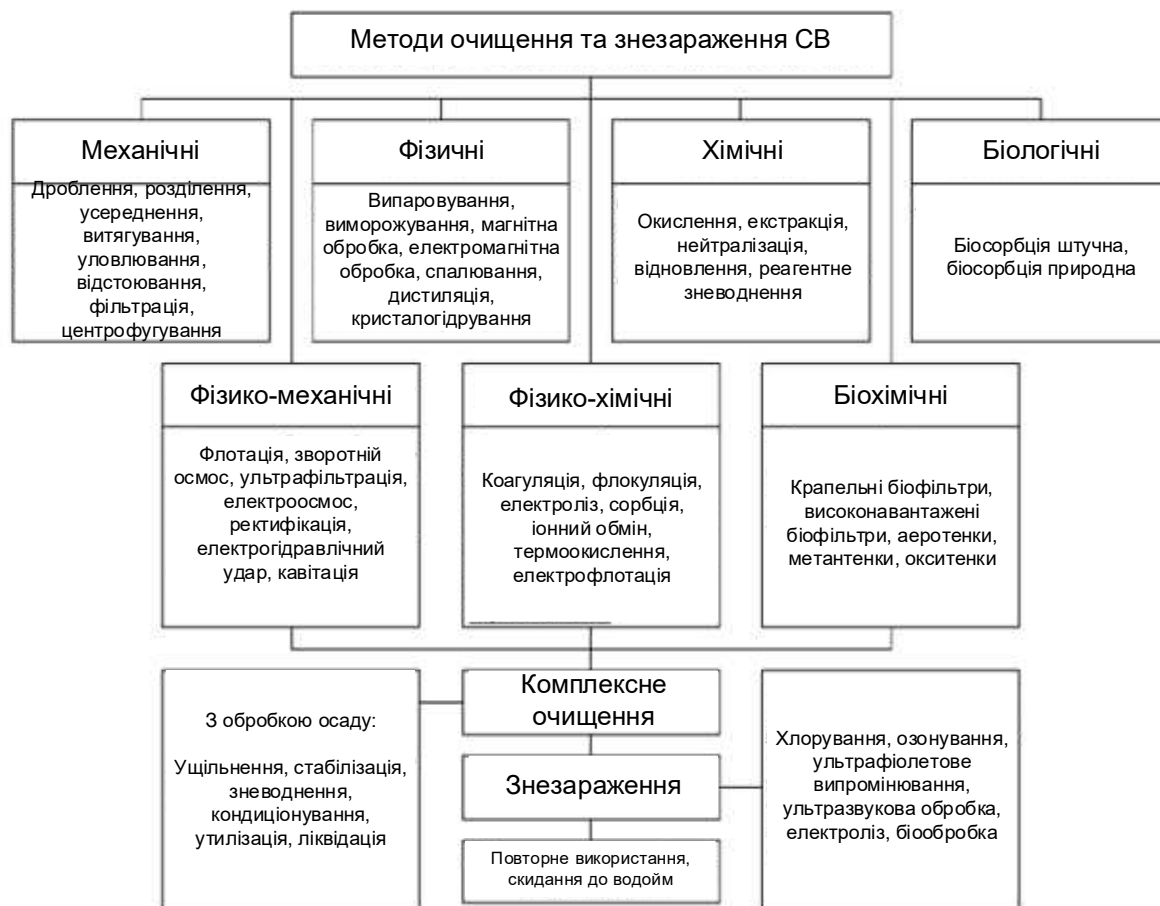 Методи очищення та знезараження СВ
Механічні
Дроблення, розділення,
усереднення,
витягування,
уловлювання,
відстоювання,
фільтрація,
центрофугування
Фізичні
Випаровування,
виморожування, магнітна
обробка, електромагнітна
обробка, спалювання,
дистиляція,
кристалогідрування
Хімічні
Окислення, екстракція,
нейтралізація,
відновлення, реагентне
зневоднення
Біологічні
Біосорбція штучна,
біосорбція природна
Фізико-механічні
Флотація, зворотній
осмос, ультрафільтрація,
електроосмос,
ректифікація,
електрогідравлічний
удар, кавітація
Фізико-хімічні
Коагуляція, флокуляція,
електроліз, сорбція,
іонний обмін,
термоокислення,
електрофлотація
Біохімічні
Крапельні біофільтри,
високонавантажені
біофільтри, аеротенки,
метантенки, окситенки
З обробкою осаду:
Ущільнення, стабілізація,
зневоднення,
кондиціонування,
утилізація, ліквідація
Комплексне
очищення
Знезараження
Повторне використання,
скидання до водойм
Хлорування, озонування,
ультрафіолетове
випромінювання,
ультразвукова обробка,
електроліз, біообробка